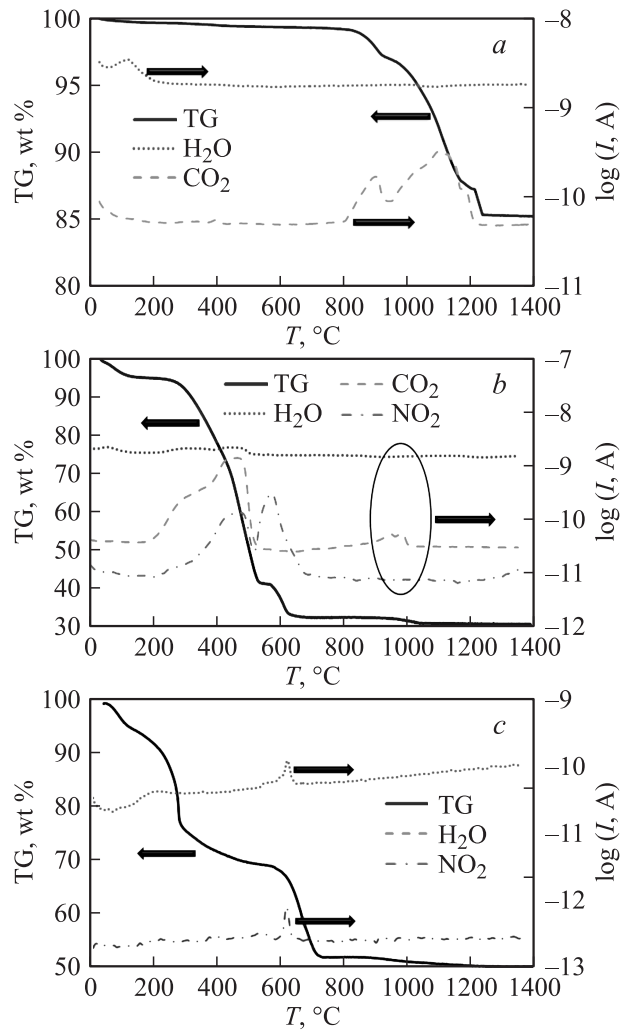 a
TG, wt %
100
95
90
85
80
–8
–9
–10
–11
log (I, A)
TG
H₂O
CO₂
0 200 400 600 800 1000 1200 1400
T, °C
b
TG, wt %
100
90
80
70
60
50
40
30
–7
–8
–9
–10
–11
–12
log (I, A)
TG CO₂
H₂O NO₂
0 200 400 600 800 1000 1200 1400
T, °C
c
TG, wt %
100
90
80
70
60
50
–9
–10
–11
–12
–13
log (I, A)
TG
H₂O
NO₂
0 200 400 600 800 1000 1200 1400
T, °C